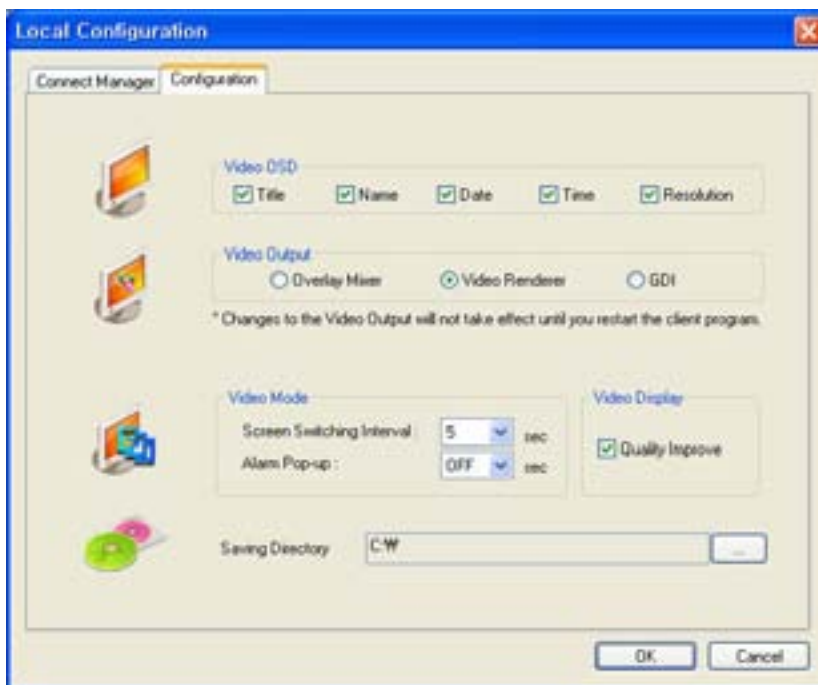 Local Configuration
Connect Manager Configuration
Video OSD
Title Name Date Time Resolution
Video Output
Overlay Mixer Video Renderer GDI
* Changes to the Video Output will not take effect until you restart the client program.
Video Mode Video Display
Screen Switching Interval : 5 sec
Quality Improve
Alarm Pop-up : OFF sec
Saving Directory C:₩ ...
OK Cancel